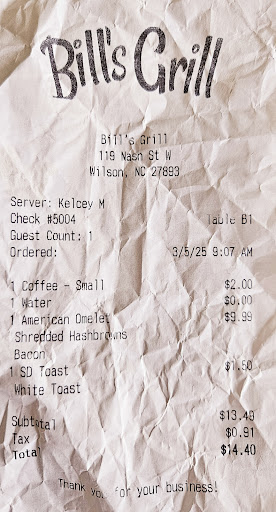 Bill's Grill
Bill's Grill
119 Nash St W
Wilson, NC 27893
Server: Kelcey M
Check #5004 Table B1
Guest Count: 1
Ordered: 3/5/25 9:07 AM
1 Coffee - Small $2.00
1 Water $0.00
1 American Omelet $9.99
Shredded Hashbrowns
Bacon
1 SD Toast $1.50
White Toast
Subtotal $13.49
Tax $0.91
Total $14.40
Thank you for your business!